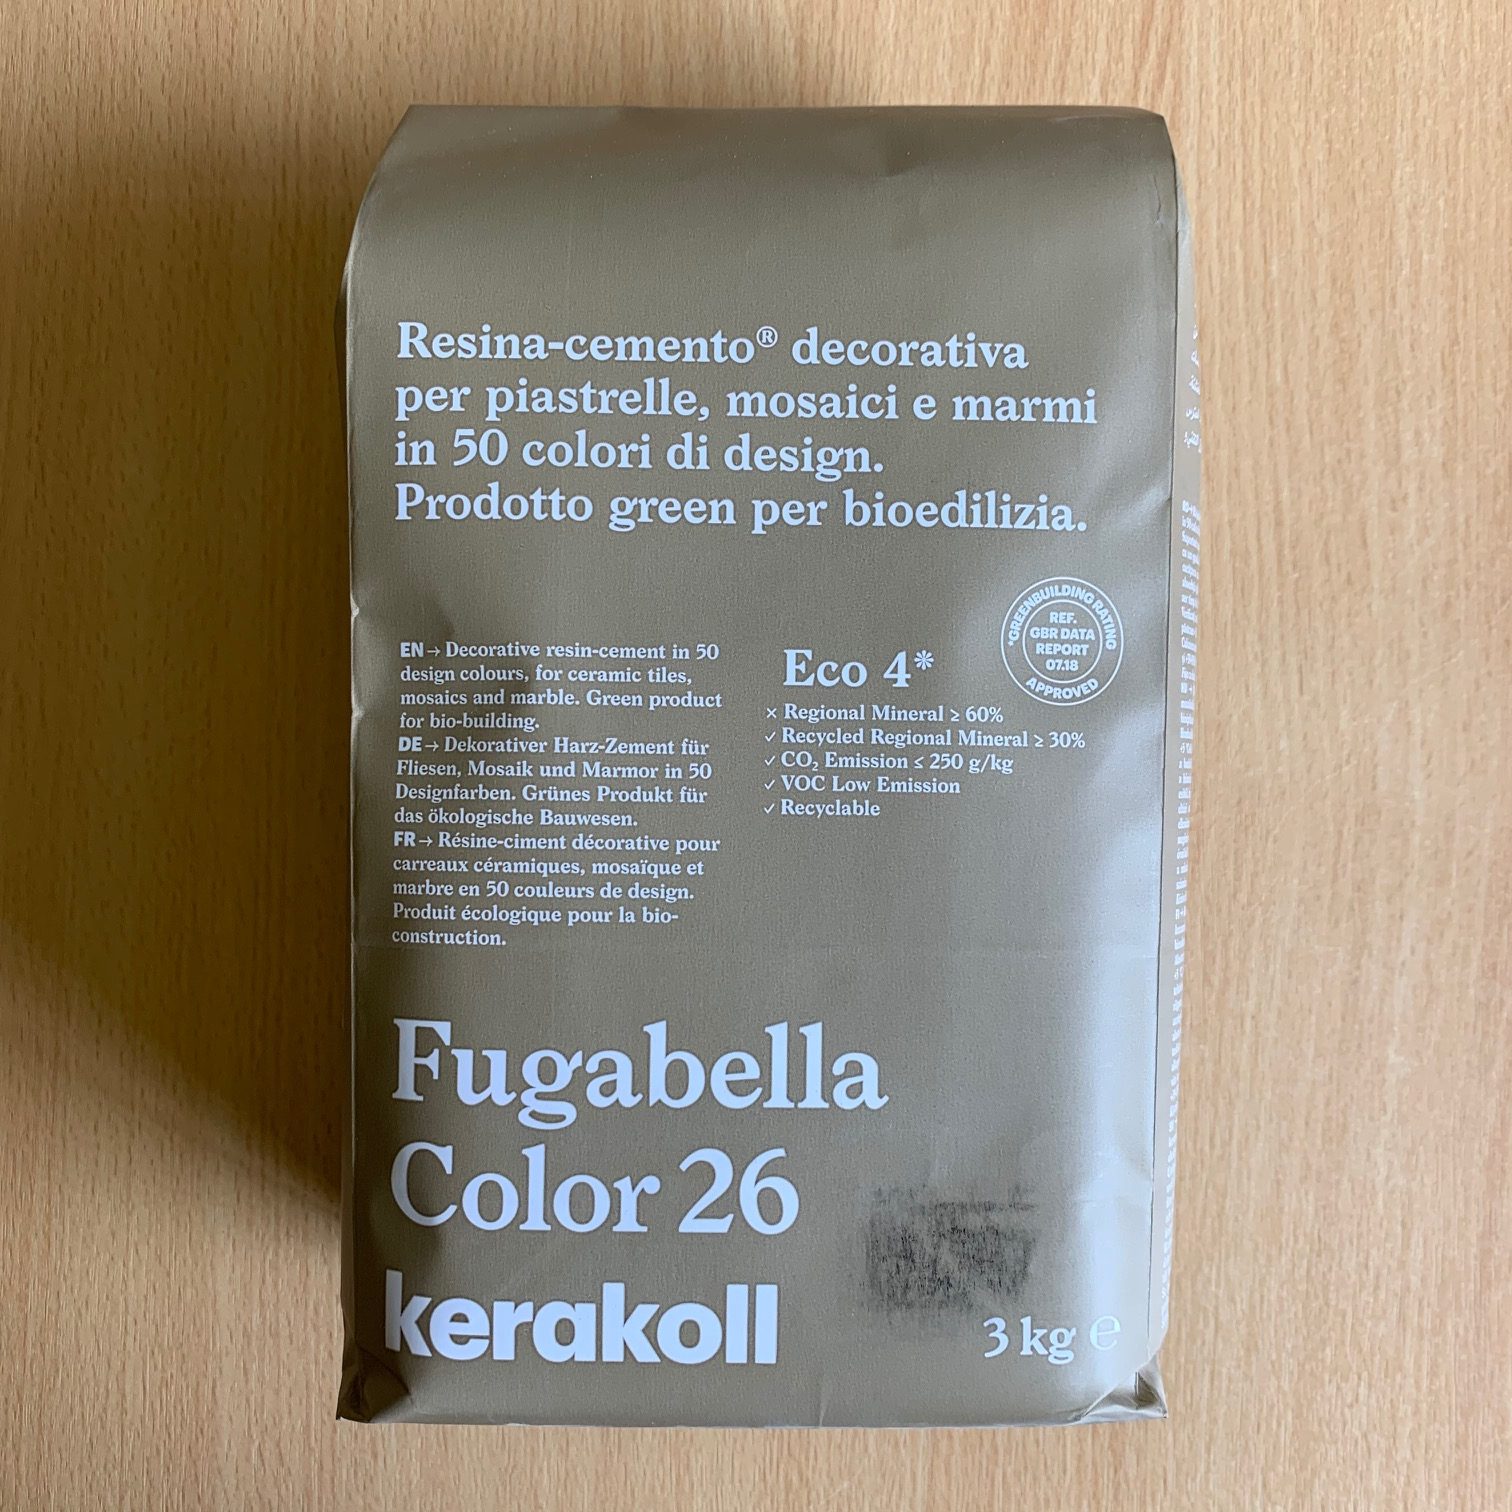 Resina-cemento® decorativa
per piastrelle, mosaici e marmi
in 50 colori di design.
Prodotto green per bioedilizia.
EN → Decorative resin-cement in 50
design colours, for ceramic tiles,
mosaics and marble. Green product
for bio-building.
DE → Dekorativer Harz-Zement für
Fliesen, Mosaik und Marmor in 50
Designfarben. Grünes Produkt für
das ökologische Bauwesen.
FR → Résine-ciment décorative pour
carreaux céramiques, mosaïque et
marbre en 50 couleurs de design.
Produit écologique pour la bio-
construction.
*GREENBUILDING RATING
REF.
GBR DATA
REPORT
07.18
APPROVED
Eco 4*
× Regional Mineral ≥ 60%
✓ Recycled Regional Mineral ≥ 30%
✓ CO₂ Emission ≤ 250 g/kg
✓ VOC Low Emission
✓ Recyclable
Fugabella
Color 26
kerakoll
3 kg ℮